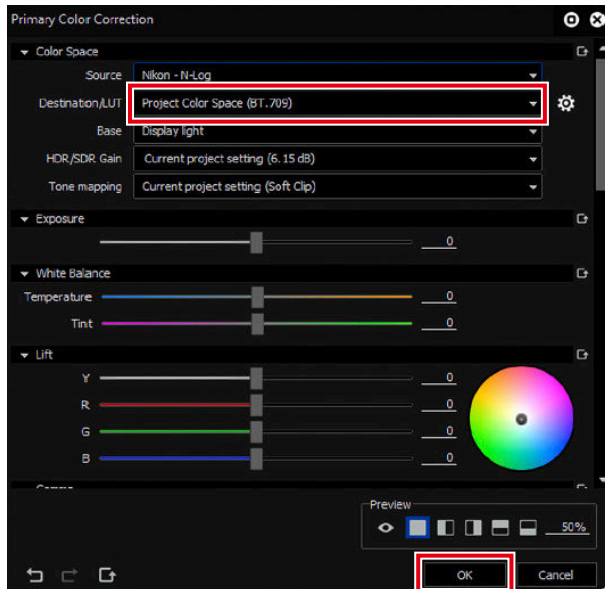 Primary Color Correction
Color Space
Source Nikon - N-Log
Destination/LUT Project Color Space (BT.709)
Base Display light
HDR/SDR Gain Current project setting (6.15 dB)
Tone mapping Current project setting (Soft Clip)
Exposure
0
White Balance
Temperature 0
Tint 0
Lift
Y 0
R 0
G 0
B 0
Preview
50%
OK Cancel